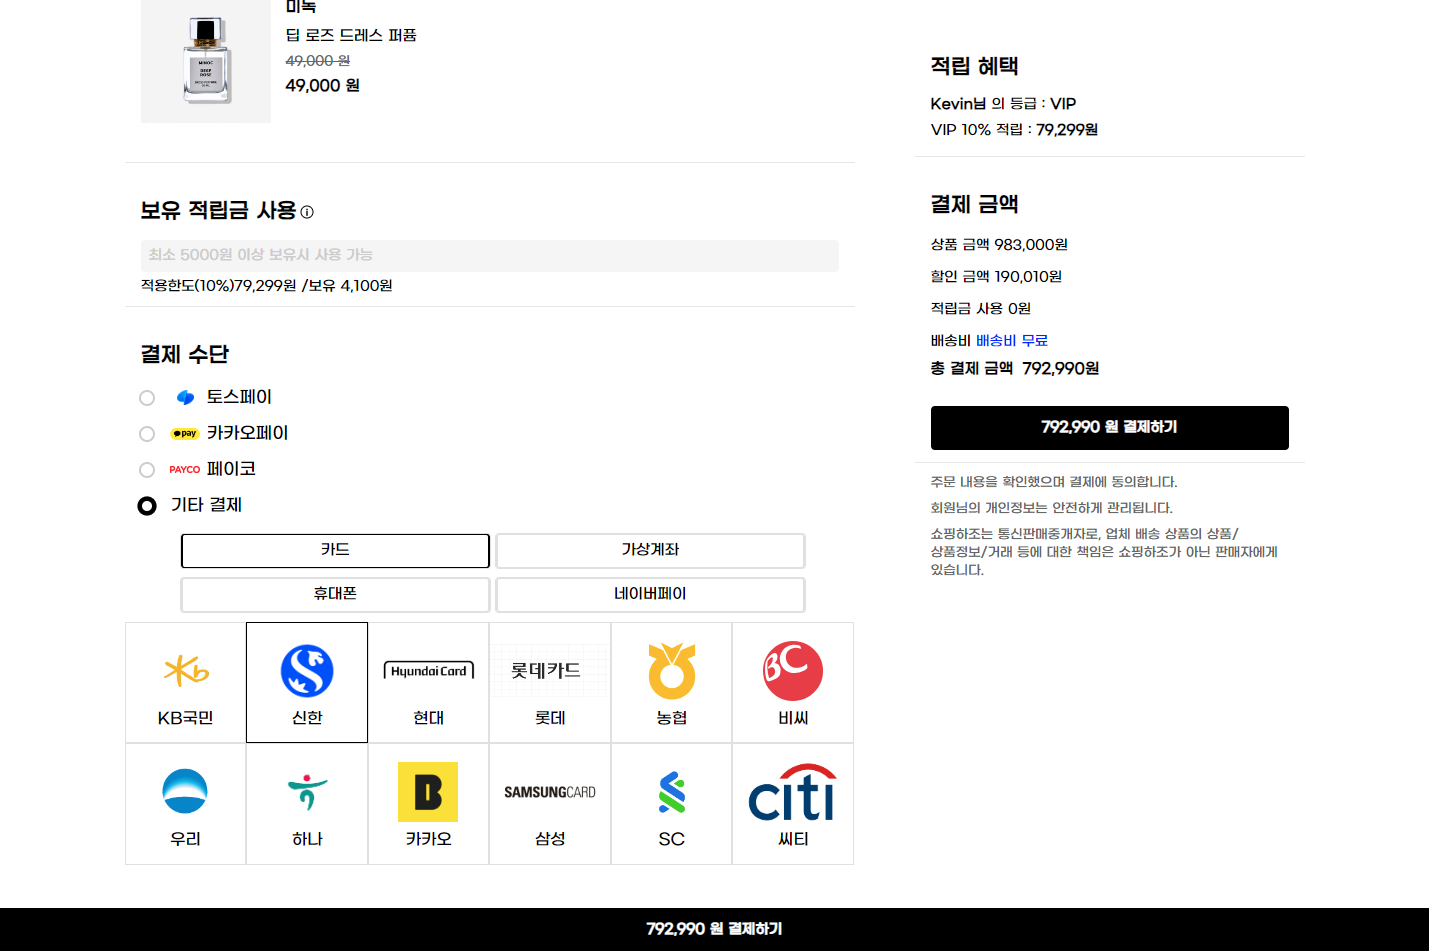 미녹
딥 로즈 드레스 퍼퓸
49,000 원
49,000 원
MINOC
DEEP
ROSE
보유 적립금 사용
최소 5000원 이상 보유시 사용 가능
적용한도(10%)79,299원 /보유 4,100원
결제 수단
토스페이
pay 카카오페이
PAYCO 페이코
기타 결제
카드
가상계좌
휴대폰
네이버페이
Kb
KB국민
신한
Hyundai Card
현대
롯데카드
롯데
농협
BC
비씨
우리
하나
B
카카오
SAMSUNG CARD
삼성
SC
citi
씨티
적립 혜택
Kevin님 의 등급 : VIP
VIP 10% 적립 : 79,299원
결제 금액
상품 금액 983,000원
할인 금액 190,010원
적립금 사용 0원
배송비 배송비 무료
총 결제 금액 792,990원
792,990 원 결제하기
주문 내용을 확인했으며 결제에 동의합니다.
회원님의 개인정보는 안전하게 관리됩니다.
쇼핑하조는 통신판매중개자로, 업체 배송 상품의 상품/
상품정보/거래 등에 대한 책임은 쇼핑하조가 아닌 판매자에게
있습니다.
792,990 원 결제하기